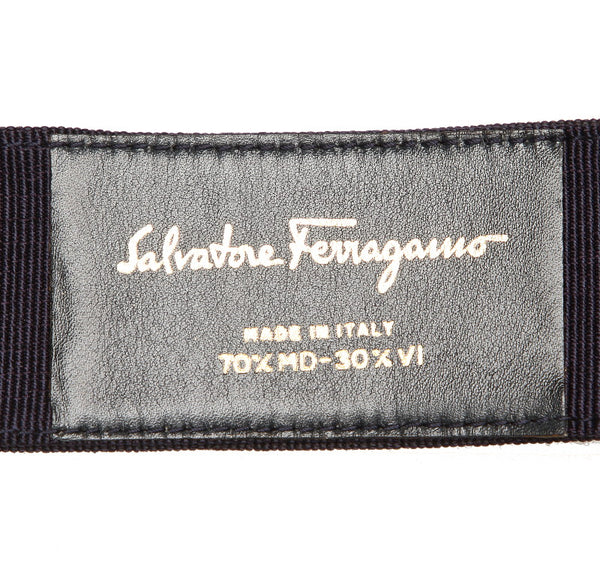 Salvatore Ferragamo
MADE IN ITALY
70% MD-30% VI